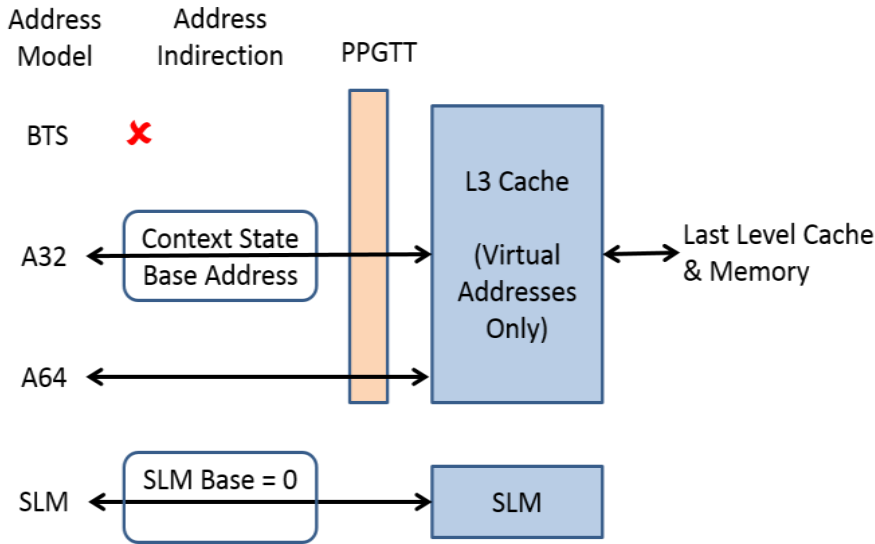 Address
Model
Address
Indirection
PPGTT
BTS
✘
L3 Cache
(Virtual
Addresses
Only)
A32
Context State
Base Address
Last Level Cache
& Memory
A64
SLM
SLM Base = 0
SLM